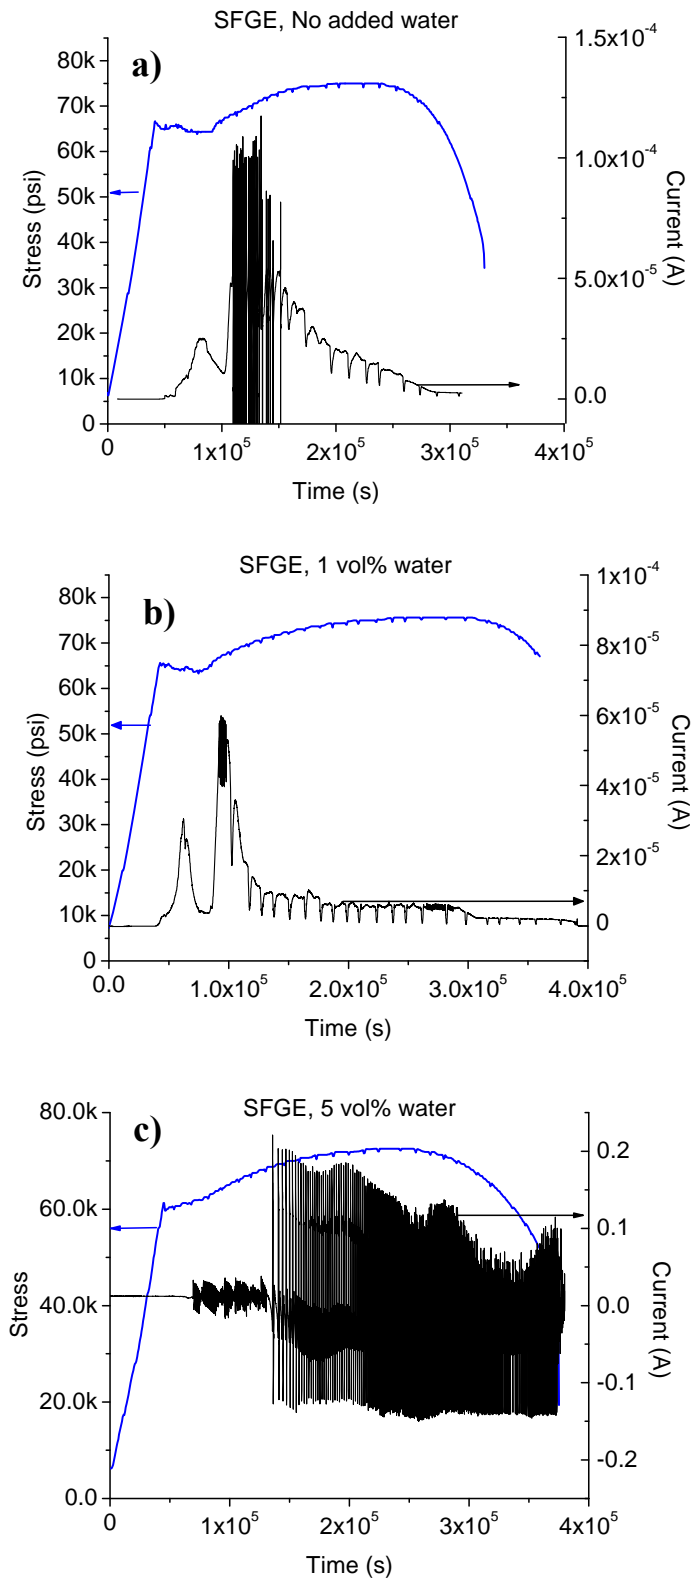 SFGE, No added water
a)
1.5x10⁻⁴
80k
70k
60k
50k
40k
30k
20k
10k
0
Stress (psi)
1.0x10⁻⁴
5.0x10⁻⁵
0.0
Current (A)
0
1x10⁵
2x10⁵
3x10⁵
4x10⁵
Time (s)
SFGE, 1 vol% water
b)
80k
70k
60k
50k
40k
30k
20k
10k
0
Stress (psi)
1x10⁻⁴
8x10⁻⁵
6x10⁻⁵
4x10⁻⁵
2x10⁻⁵
0
Current (A)
0.0
1.0x10⁵
2.0x10⁵
3.0x10⁵
4.0x10⁵
Time (s)
SFGE, 5 vol% water
c)
80.0k
60.0k
40.0k
20.0k
0.0
Stress
0.2
0.1
0.0
-0.1
-0.2
Current (A)
0
1x10⁵
2x10⁵
3x10⁵
4x10⁵
Time (s)